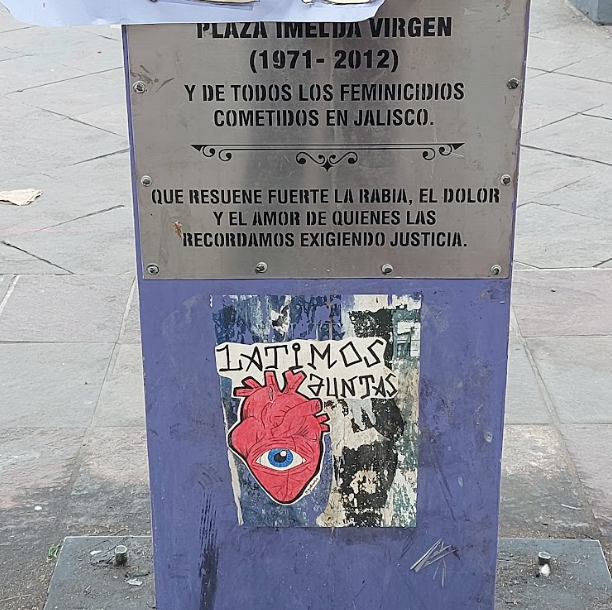 PLAZA IMELDA VIRGEN
(1971- 2012)
Y DE TODOS LOS FEMINICIDIOS
COMETIDOS EN JALISCO.
QUE RESUENE FUERTE LA RABIA, EL DOLOR
Y EL AMOR DE QUIENES LAS
RECORDAMOS EXIGIENDO JUSTICIA.
LATIMOS
JUNTAS